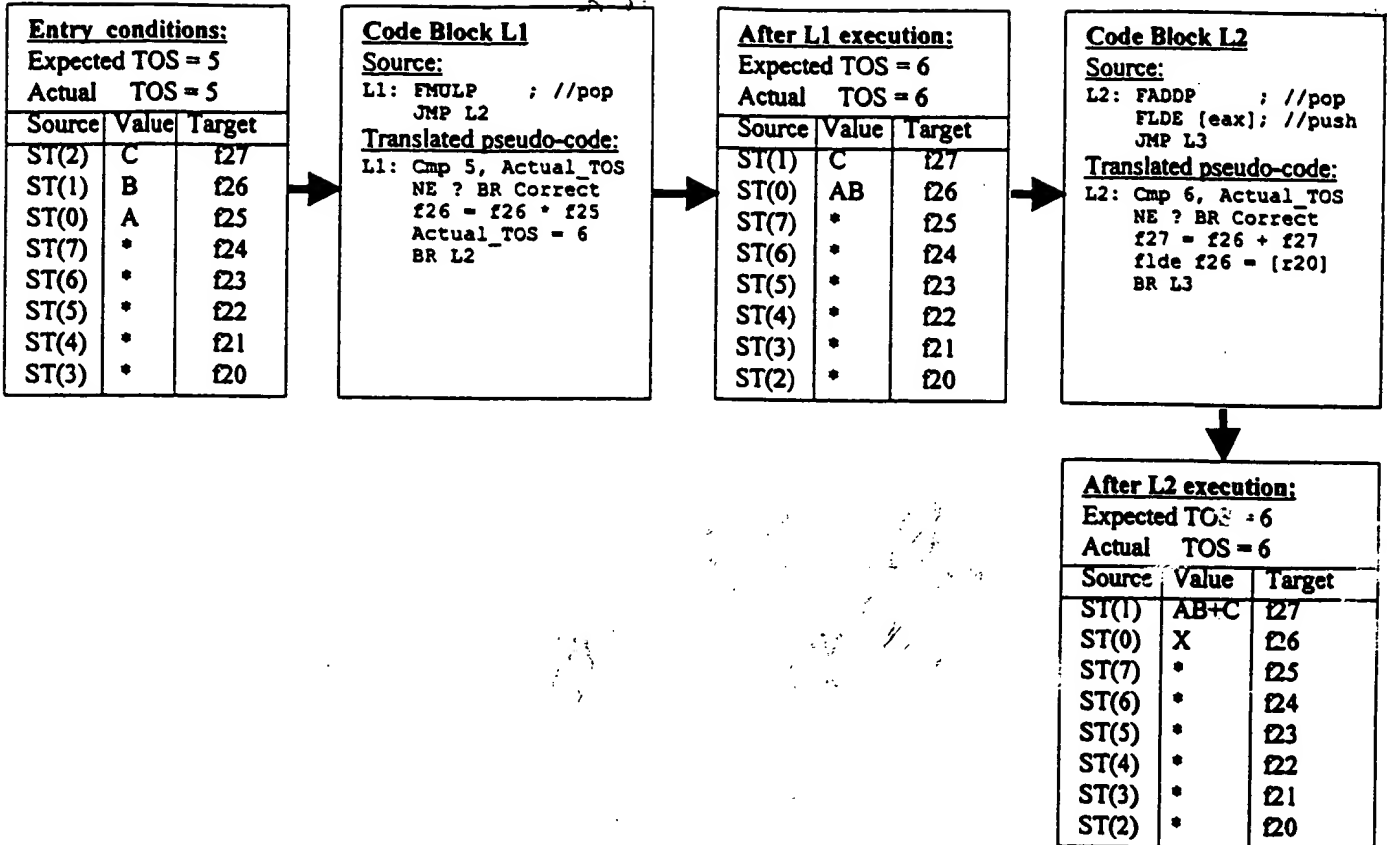 Entry conditions:
Expected TOS = 5
Actual TOS = 5
Source Value Target
ST(2) C f27
ST(1) B f26
ST(0) A f25
ST(7) * f24
ST(6) * f23
ST(5) * f22
ST(4) * f21
ST(3) * f20
Code Block L1
Source:
L1: FMULP ; //pop
JMP L2
Translated pseudo-code:
L1: Cmp 5, Actual_TOS
NE ? BR Correct
f26 = f26 * f25
Actual_TOS = 6
BR L2
After L1 execution:
Expected TOS = 6
Actual TOS = 6
Source Value Target
ST(1) C f27
ST(0) AB f26
ST(7) * f25
ST(6) * f24
ST(5) * f23
ST(4) * f22
ST(3) * f21
ST(2) * f20
Code Block L2
Source:
L2: FADDP ; //pop
FLDE [eax]; //push
JMP L3
Translated pseudo-code:
L2: Cmp 6, Actual_TOS
NE ? BR Correct
f27 = f26 + f27
flde f26 = [r20]
BR L3
After L2 execution:
Expected TOS = 6
Actual TOS = 6
Source Value Target
ST(1) AB+C f27
ST(0) X f26
ST(7) * f25
ST(6) * f24
ST(5) * f23
ST(4) * f22
ST(3) * f21
ST(2) * f20